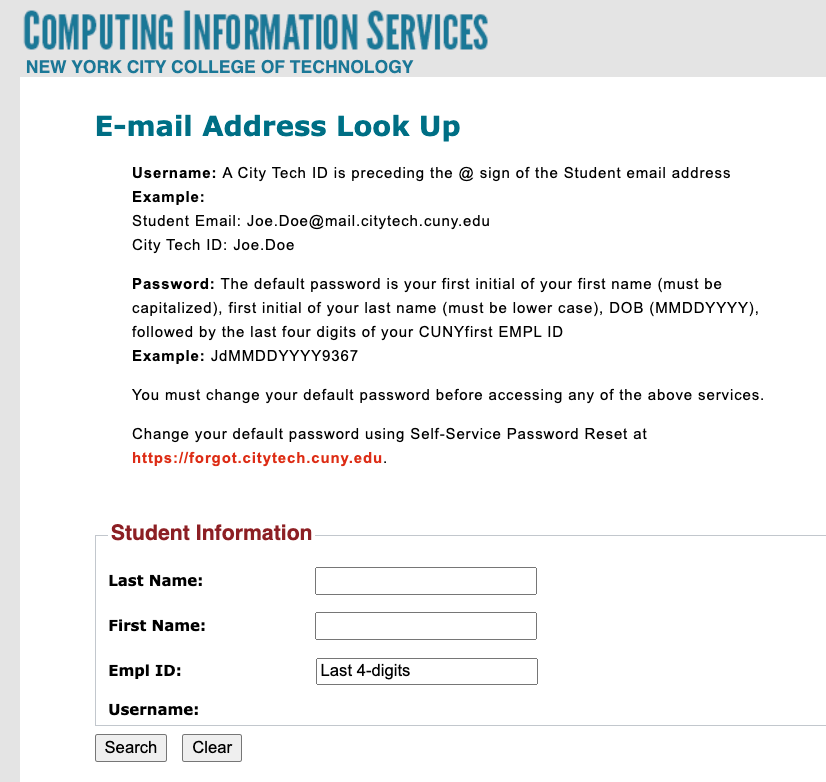 COMPUTING INFORMATION SERVICES
NEW YORK CITY COLLEGE OF TECHNOLOGY
E-mail Address Look Up
Username: A City Tech ID is preceding the @ sign of the Student email address
Example:
Student Email: Joe.Doe@mail.citytech.cuny.edu
City Tech ID: Joe.Doe
Password: The default password is your first initial of your first name (must be
capitalized), first initial of your last name (must be lower case), DOB (MMDDYYYY),
followed by the last four digits of your CUNYfirst EMPL ID
Example: JdMMDDYYYY9367
You must change your default password before accessing any of the above services.
Change your default password using Self-Service Password Reset at
https://forgot.citytech.cuny.edu.
Student Information
Last Name:
First Name:
Empl ID: Last 4-digits
Username:
Search Clear